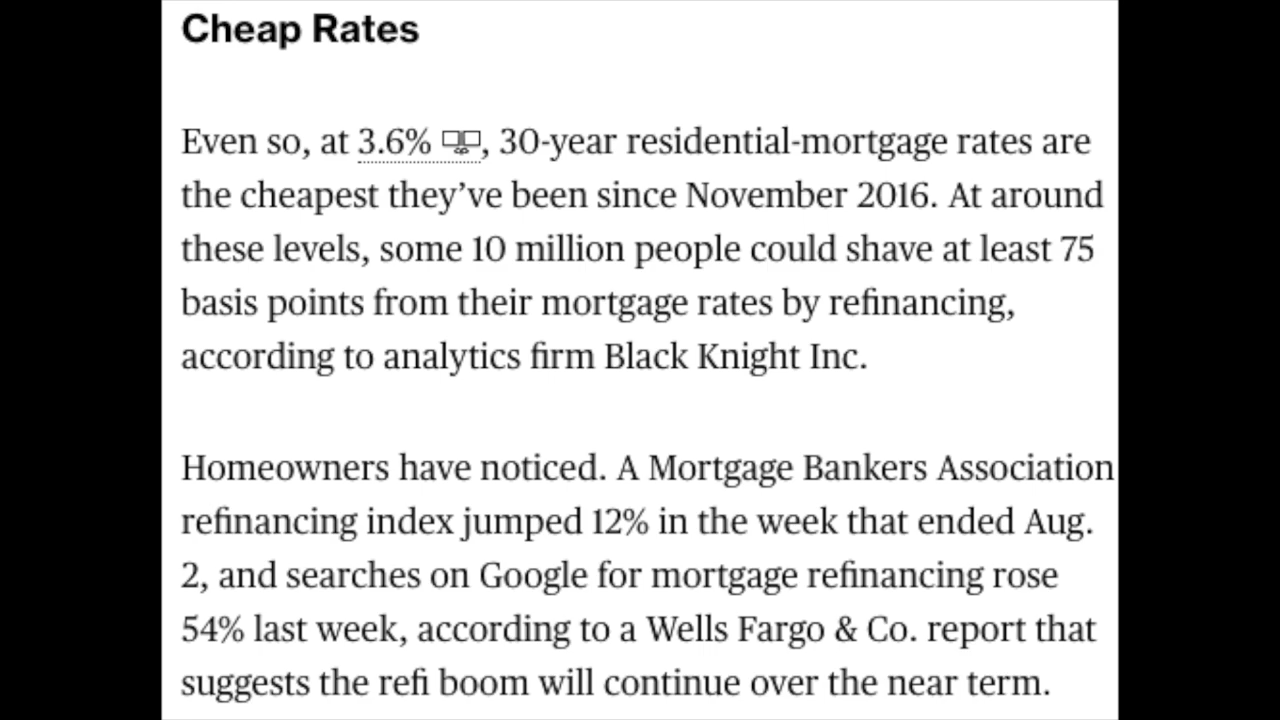 Cheap Rates
Even so, at 3.6% , 30-year residential-mortgage rates are
the cheapest they’ve been since November 2016. At around
these levels, some 10 million people could shave at least 75
basis points from their mortgage rates by refinancing,
according to analytics firm Black Knight Inc.
Homeowners have noticed. A Mortgage Bankers Association
refinancing index jumped 12% in the week that ended Aug.
2, and searches on Google for mortgage refinancing rose
54% last week, according to a Wells Fargo & Co. report that
suggests the refi boom will continue over the near term.